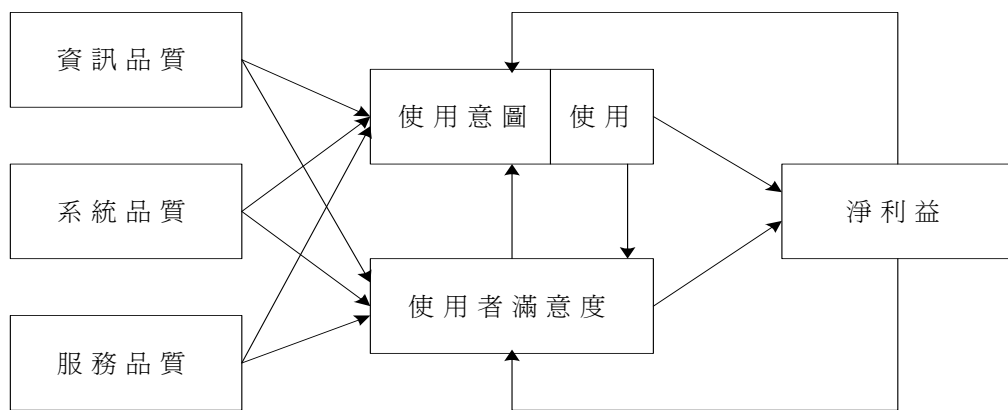 資訊品質
使用意圖
使用
系統品質
淨利益
使用者滿意度
服務品質